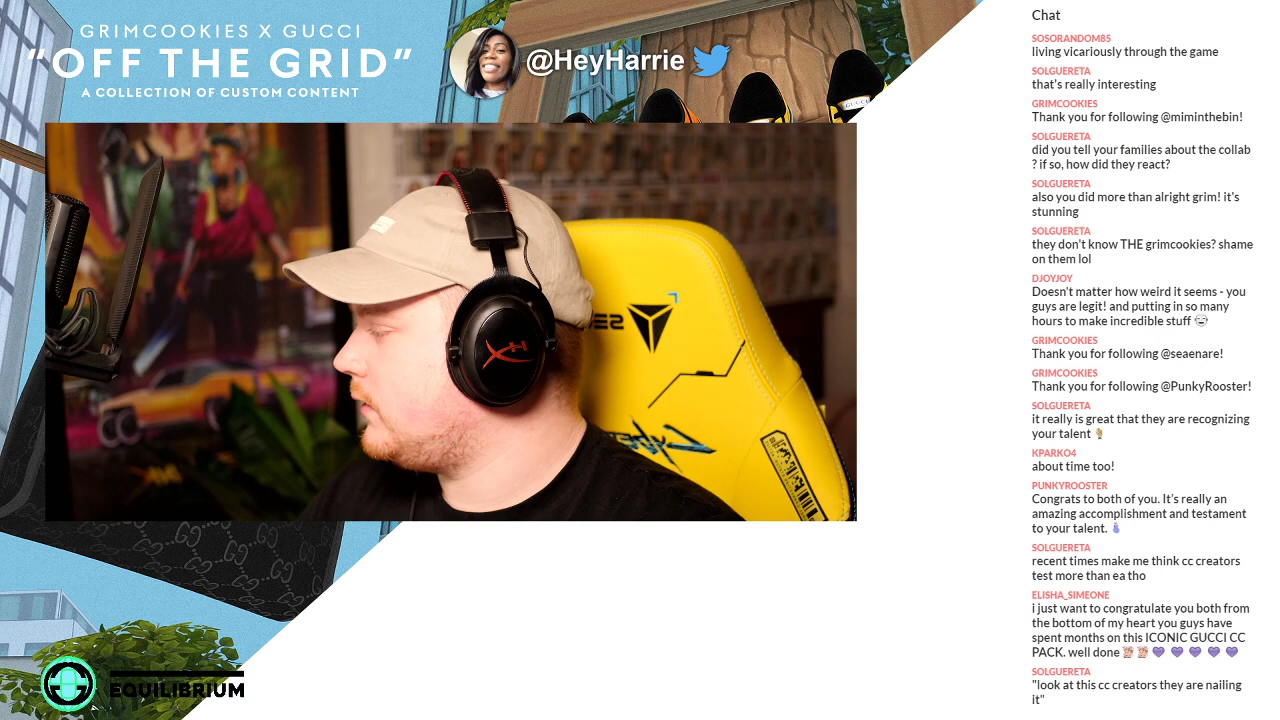 GRIMCOOKIES X GUCCI
“OFF THE GRID”
A COLLECTION OF CUSTOM CONTENT
@HeyHarrie
EQUILIBRIUM
Chat
SOSORANDOM85
living vicariously through the game
SOLGUERETA
that's really interesting
GRIMCOOKIES
Thank you for following @miminthebin!
SOLGUERETA
did you tell your families about the collab
? if so, how did they react?
SOLGUERETA
also you did more than alright grim! it's
stunning
SOLGUERETA
they don't know THE grimcookies? shame
on them lol
DJOYJOY
Doesn't matter how weird it seems - you
guys are legit! and putting in so many
hours to make incredible stuff
GRIMCOOKIES
Thank you for following @seaenare!
GRIMCOOKIES
Thank you for following @PunkyRooster!
SOLGUERETA
it really is great that they are recognizing
your talent
KPARKO4
about time too!
PUNKYROOSTER
Congrats to both of you. It’s really an
amazing accomplishment and testament
to your talent.
SOLGUERETA
recent times make me think cc creators
test more than ea tho
ELISHA_SIMEONE
i just want to congratulate you both from
the bottom of my heart you guys have
spent months on this ICONIC GUCCI CC
PACK. well done
SOLGUERETA
"look at this cc creators they are nailing
it"